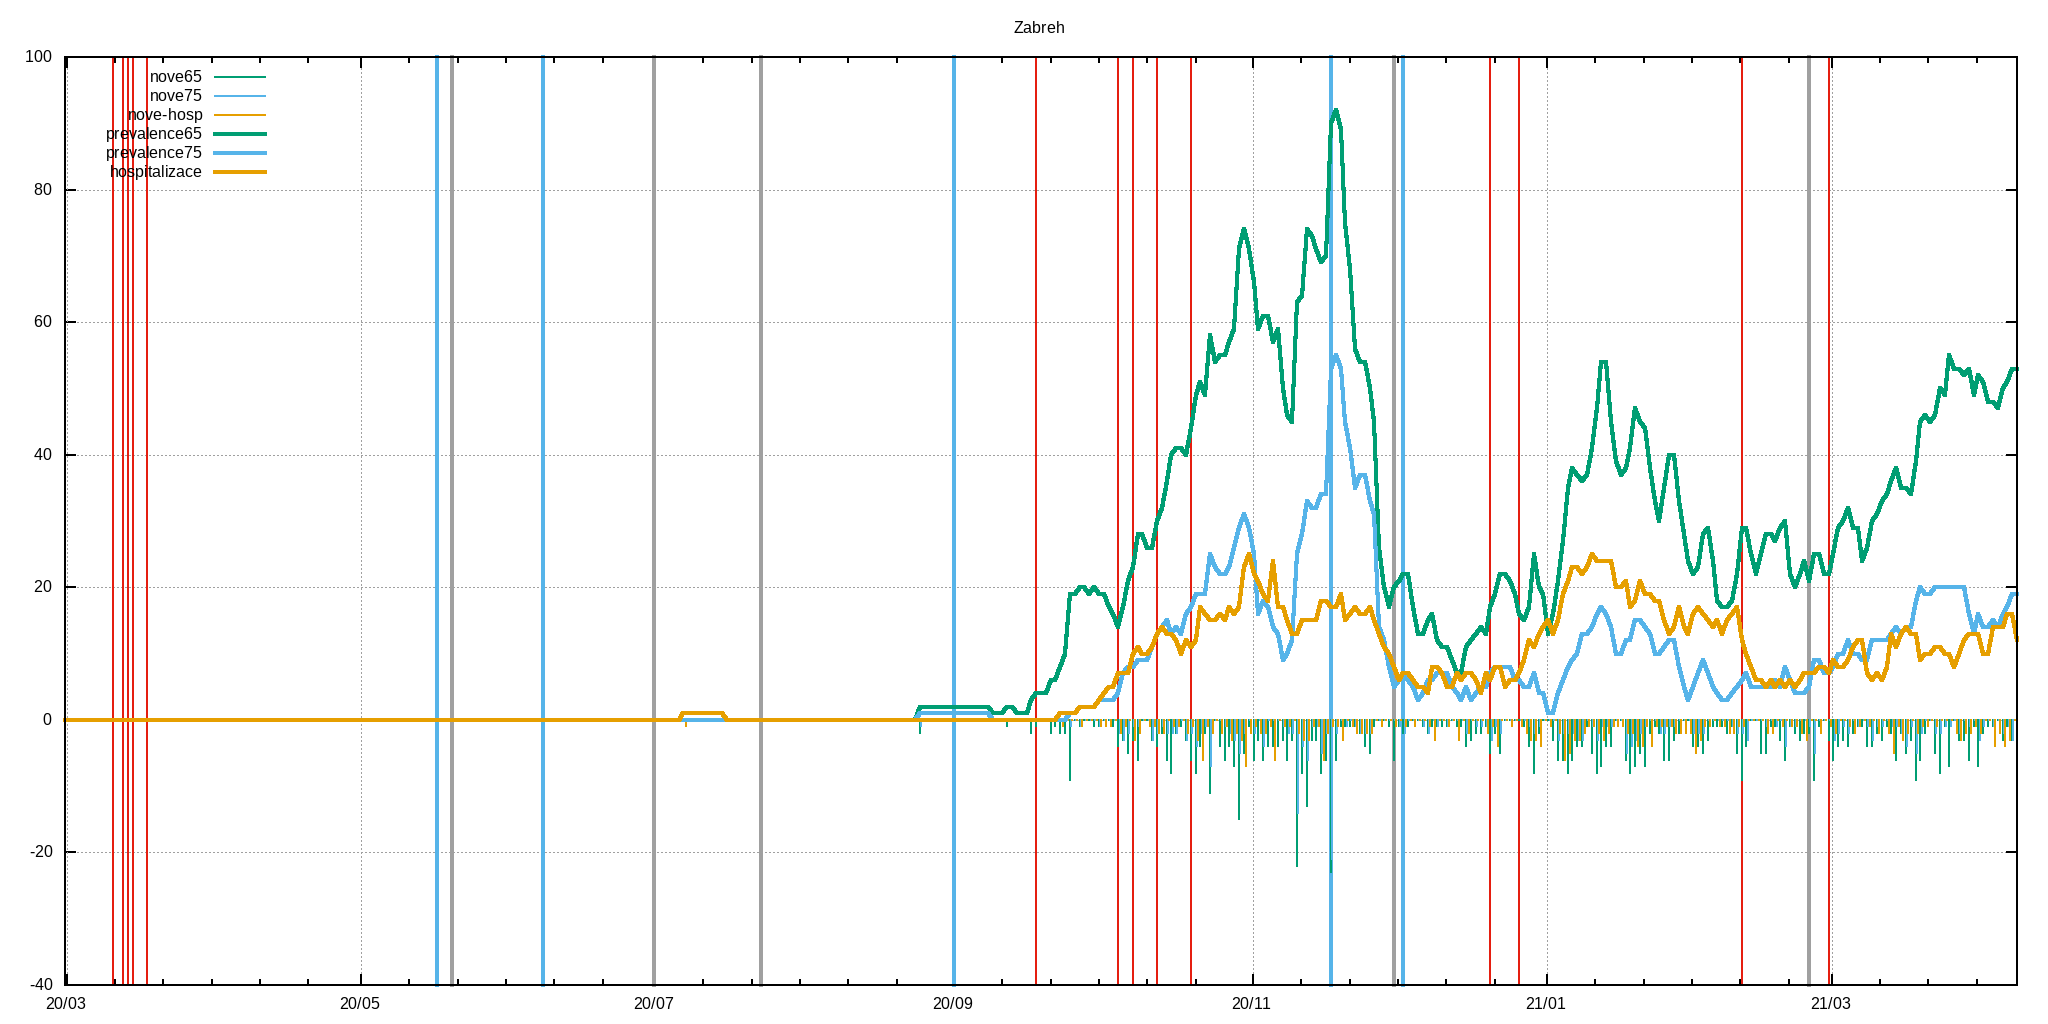 Zabreh
100
80
60
40
20
0
-20
-40
nove65
nove75
nove-hosp
prevalence65
prevalence75
hospitalizace
20/03 20/05 20/07 20/09 20/11 21/01 21/03